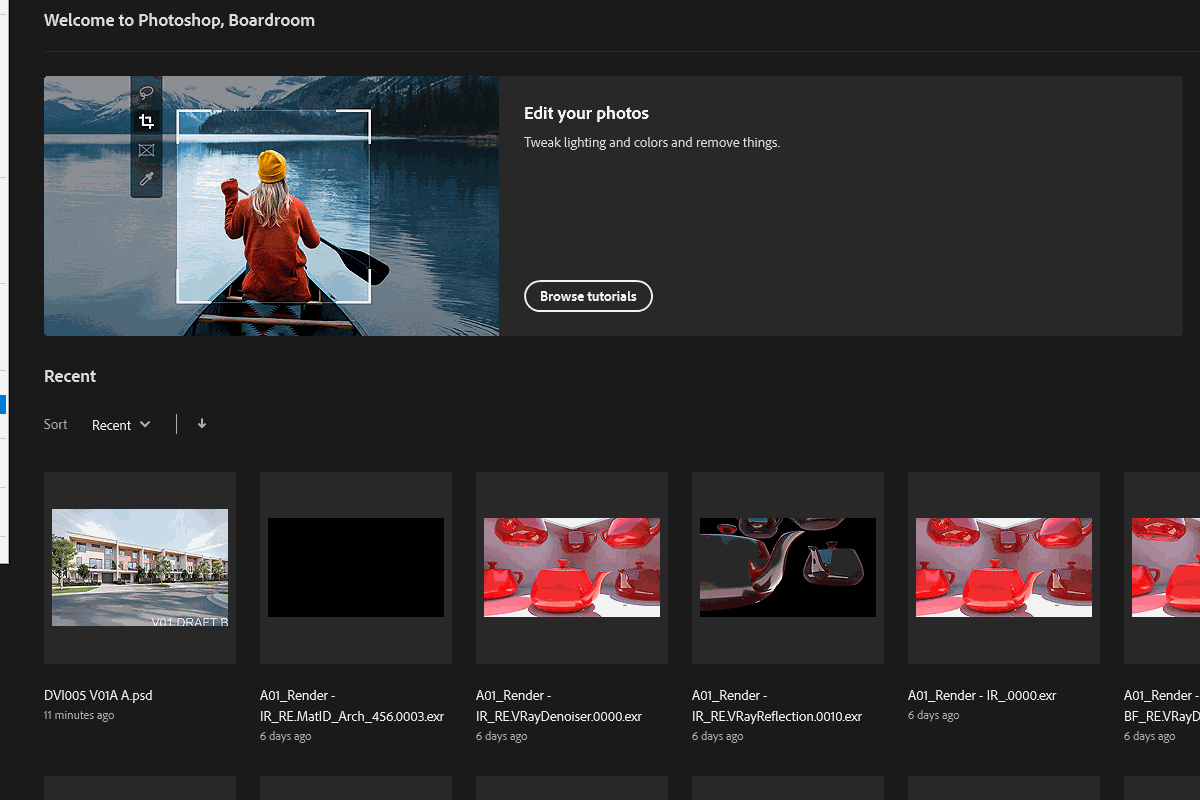 Welcome to Photoshop, Boardroom
Edit your photos
Tweak lighting and colors and remove things.
Browse tutorials
Recent
Sort Recent
V01 DRAFT B
DVI005 V01A A.psd
11 minutes ago
A01_Render -
IR_RE.MatID_Arch_456.0003.exr
6 days ago
A01_Render -
IR_RE.VRayDenoiser.0000.exr
6 days ago
A01_Render -
IR_RE.VRayReflection.0010.exr
6 days ago
A01_Render - IR_.0000.exr
6 days ago
A01_Render -
BF_RE.VRayD
6 days ago